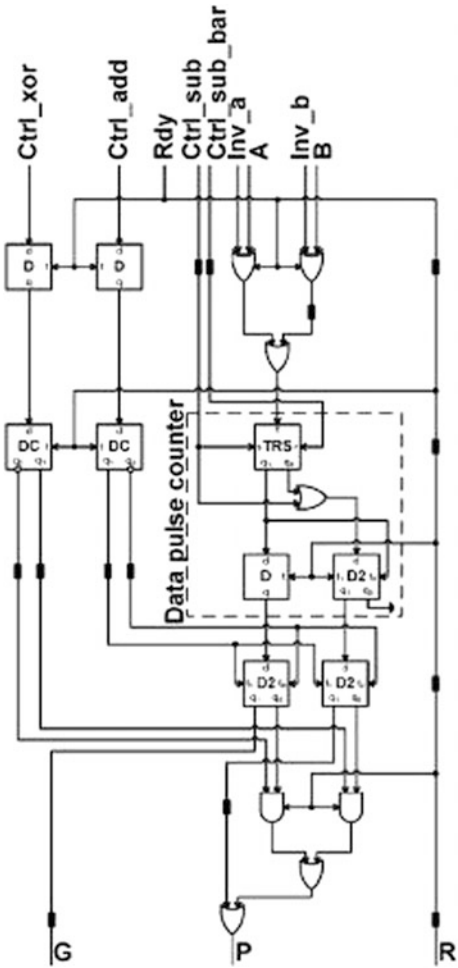 Ctrl_xor
Ctrl_add
Rdy
Ctrl_sub
Ctrl_sub_bar
Inv_a
A
Inv_b
B
D
D
DC
DC
Data pulse counter
TRS
D
D2
D2
D2
G
P
R